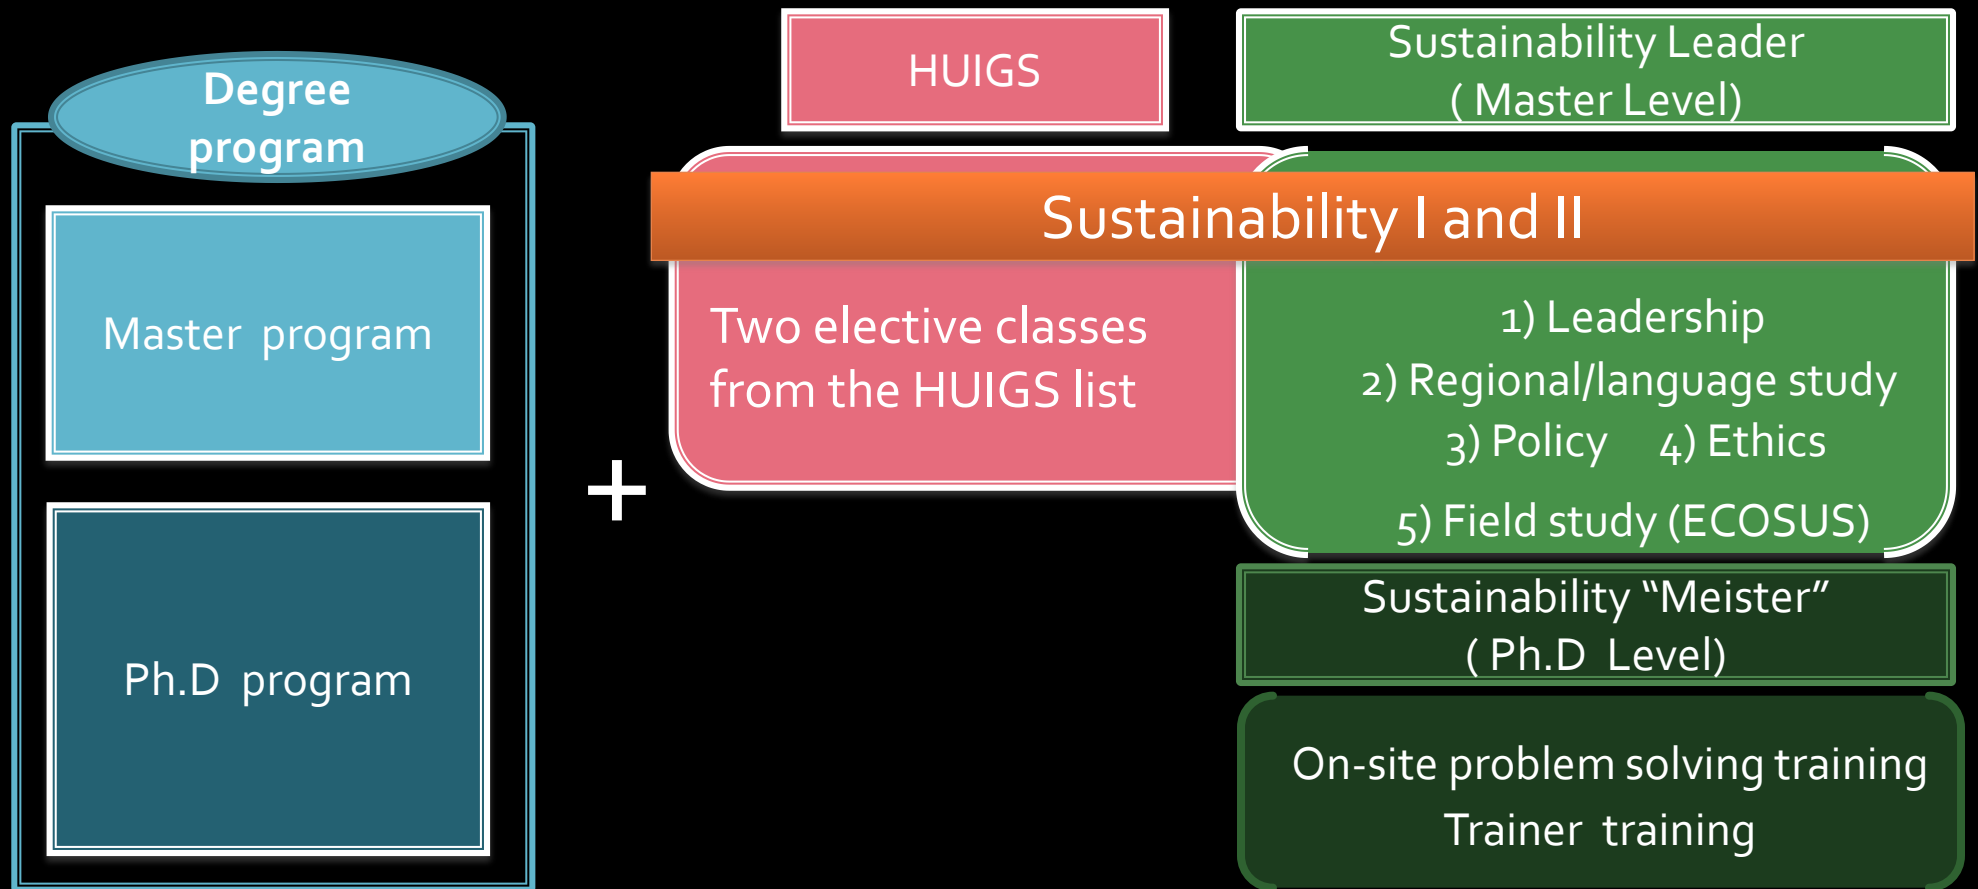 Degree
program
Master program
Ph.D program
+
HUIGS
Sustainability Leader
( Master Level)
Sustainability I and II
Two elective classes
from the HUIGS list
1) Leadership
2) Regional/language study
3) Policy 4) Ethics
5) Field study (ECOSUS)
Sustainability “Meister”
( Ph.D Level)
On-site problem solving training
Trainer training